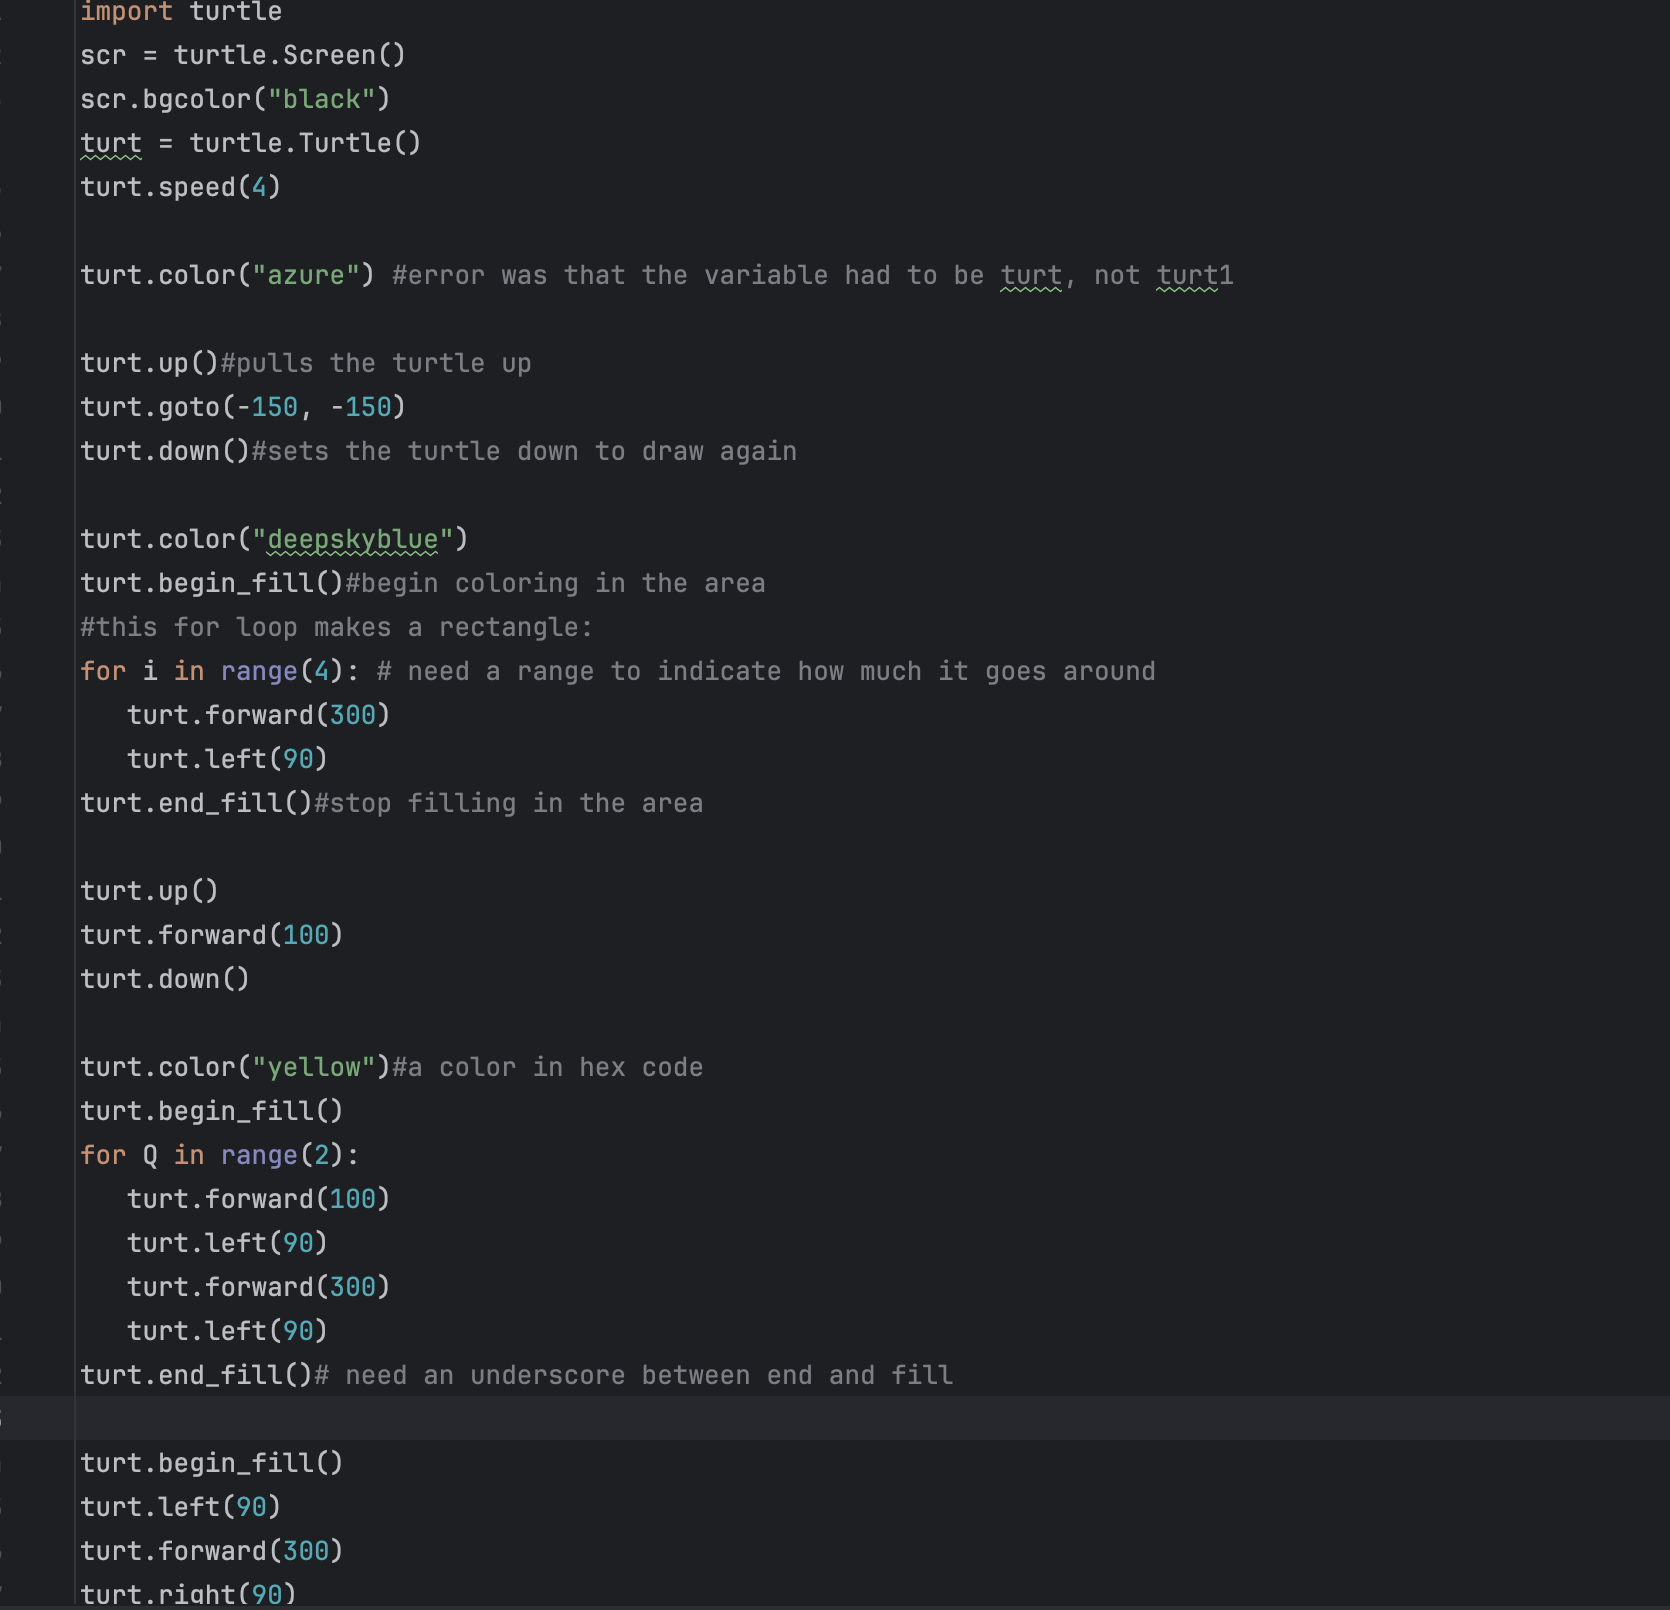 import turtle
scr = turtle.Screen()
scr.bgcolor("black")
turt = turtle.Turtle()
turt.speed(4)
turt.color("azure") #error was that the variable had to be turt, not turt1
turt.up()#pulls the turtle up
turt.goto(-150, -150)
turt.down()#sets the turtle down to draw again
turt.color("deepskyblue")
turt.begin_fill()#begin coloring in the area
#this for loop makes a rectangle:
for i in range(4): # need a range to indicate how much it goes around
   turt.forward(300)
   turt.left(90)
turt.end_fill()#stop filling in the area
turt.up()
turt.forward(100)
turt.down()
turt.color("yellow")#a color in hex code
turt.begin_fill()
for Q in range(2):
   turt.forward(100)
   turt.left(90)
   turt.forward(300)
   turt.left(90)
turt.end_fill()# need an underscore between end and fill
turt.begin_fill()
turt.left(90)
turt.forward(300)
turt.right(90)